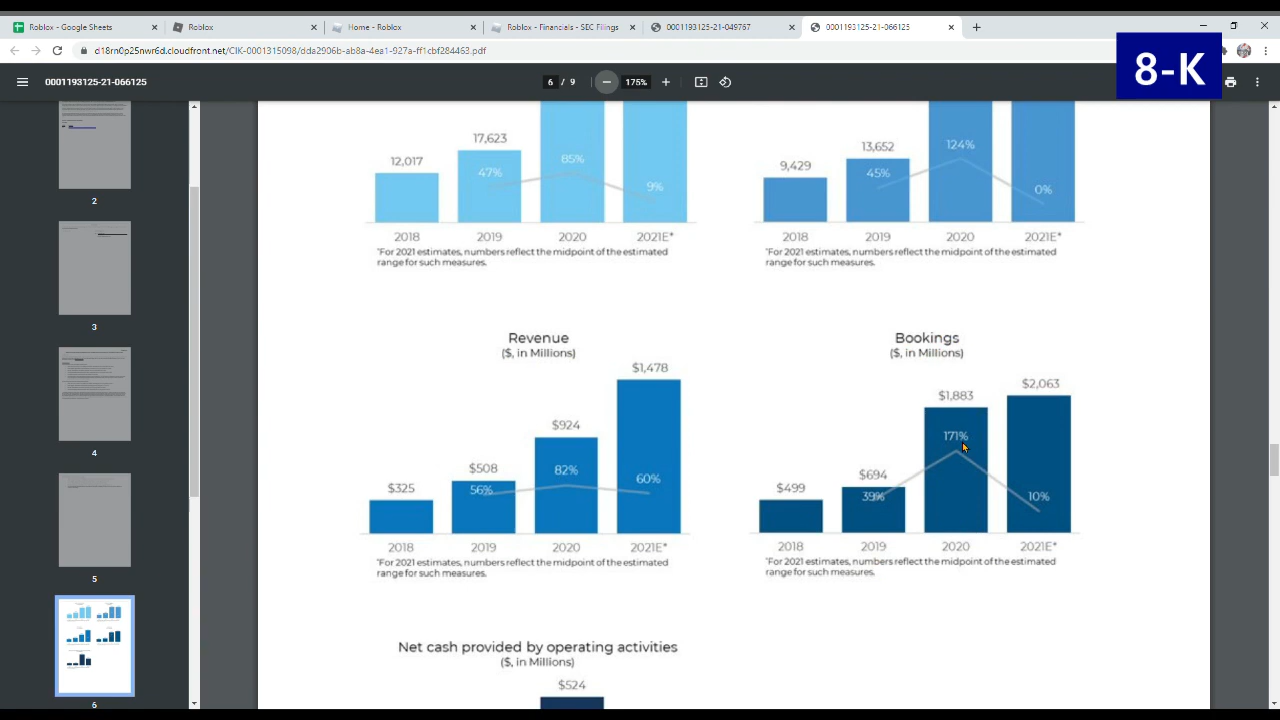 Roblox - Google Sheets
Roblox
Home - Roblox
Roblox - Financials - SEC Filings
0001193125-21-049767
0001193125-21-066125
d18rn0p25nwr6d.cloudfront.net/CIK-0001315098/dda2906b-ab8a-4ea1-927a-ff1cbf284463.pdf
8-K
0001193125-21-066125
6 / 9
175%
2
3
4
5
6
12,017
17,623
47%
85%
9%
2018 2019 2020 2021E*
*For 2021 estimates, numbers reflect the midpoint of the estimated
range for such measures.
9,429
13,652
45%
124%
0%
2018 2019 2020 2021E*
*For 2021 estimates, numbers reflect the midpoint of the estimated
range for such measures.
Revenue
($, in Millions)
$325
$508
56%
$924
82%
$1,478
60%
2018 2019 2020 2021E*
*For 2021 estimates, numbers reflect the midpoint of the estimated
range for such measures.
Bookings
($, in Millions)
$499
$694
39%
$1,883
171%
$2,063
10%
2018 2019 2020 2021E*
*For 2021 estimates, numbers reflect the midpoint of the estimated
range for such measures.
Net cash provided by operating activities
($, in Millions)
$524